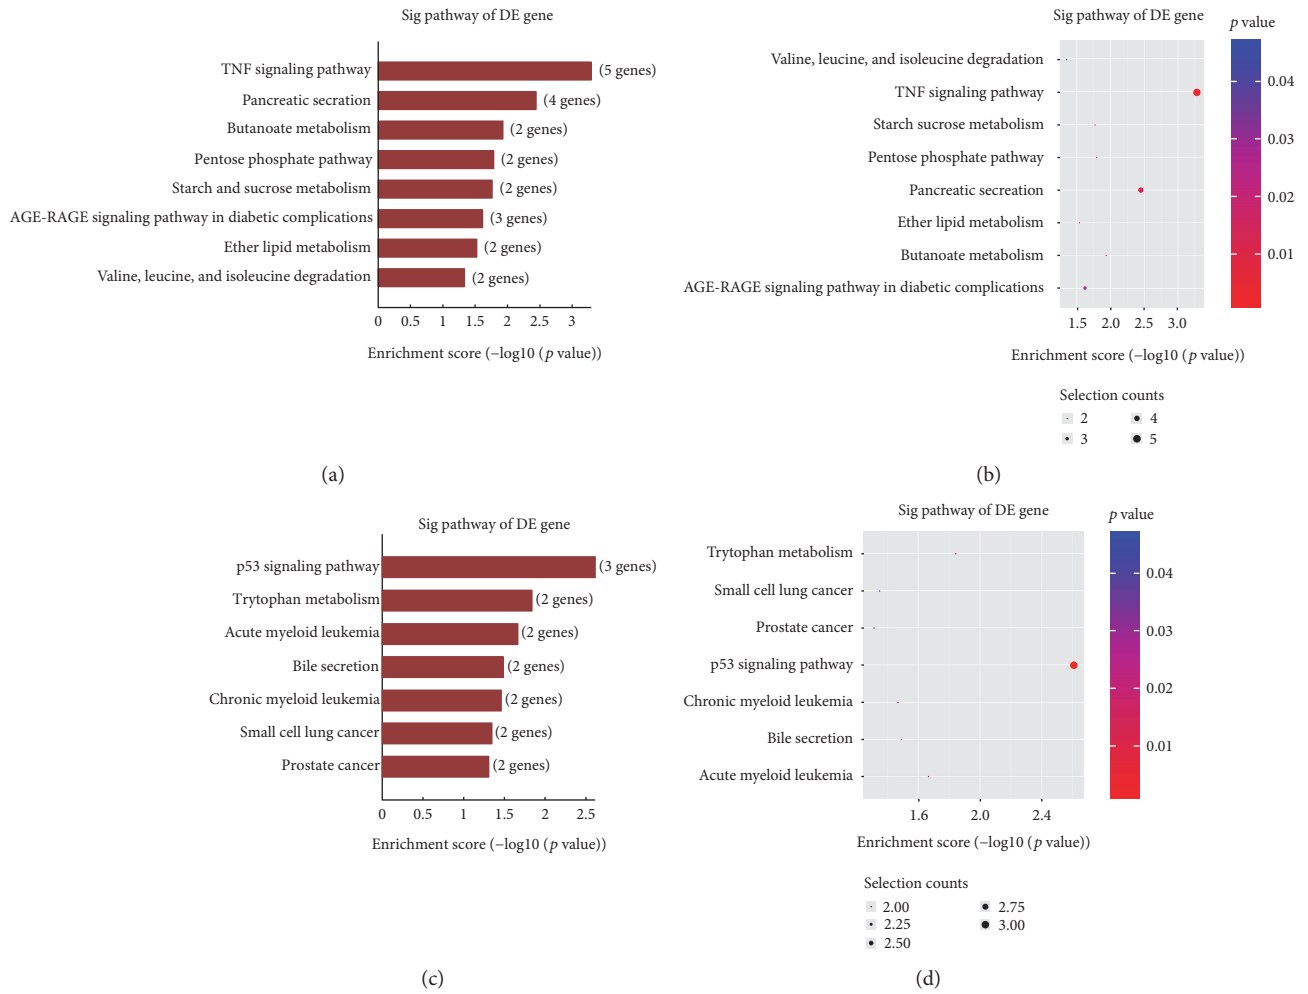 Sig pathway of DE gene
TNF signaling pathway (5 genes)
Pancreatic secration (4 genes)
Butanoate metabolism (2 genes)
Pentose phosphate pathway (2 genes)
Starch and sucrose metabolism (2 genes)
AGE-RAGE signaling pathway in diabetic complications (3 genes)
Ether lipid metabolism (2 genes)
Valine, leucine, and isoleucine degradation (2 genes)
0 0.5 1 1.5 2 2.5 3
Enrichment score (−log10 (p value))
(a)
Sig pathway of DE gene
p value
Valine, leucine, and isoleucine degradation
TNF signaling pathway
Starch sucrose metabolism
Pentose phosphate pathway
Pancreatic secreation
Ether lipid metabolism
Butanoate metabolism
AGE-RAGE signaling pathway in diabetic complications
0.04
0.03
0.02
0.01
1.5 2.0 2.5 3.0
Enrichment score (−log10 (p value))
Selection counts
2 4
3 5
(b)
Sig pathway of DE gene
p53 signaling pathway (3 genes)
Trytophan metabolism (2 genes)
Acute myeloid leukemia (2 genes)
Bile secretion (2 genes)
Chronic myeloid leukemia (2 genes)
Small cell lung cancer (2 genes)
Prostate cancer (2 genes)
0 0.5 1 1.5 2 2.5
Enrichment score (−log10 (p value))
(c)
Sig pathway of DE gene
p value
Trytophan metabolism
Small cell lung cancer
Prostate cancer
p53 signaling pathway
Chronic myeloid leukemia
Bile secretion
Acute myeloid leukemia
0.04
0.03
0.02
0.01
1.6 2.0 2.4
Enrichment score (−log10 (p value))
Selection counts
2.00 2.75
2.25 3.00
2.50
(d)